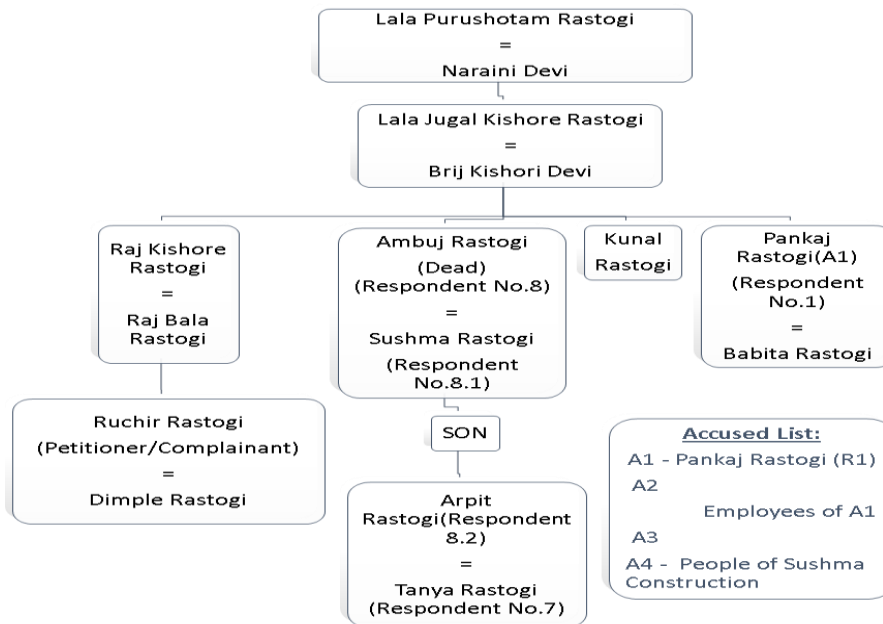 Lala Purushotam Rastogi
=
Naraini Devi
Lala Jugal Kishore Rastogi
=
Brij Kishori Devi
Raj Kishore
Rastogi
=
Raj Bala
Rastogi
Ambuj Rastogi
(Dead)
(Respondent No.8)
=
Sushma Rastogi
(Respondent
No.8.1)
Kunal
Rastogi
Pankaj
Rastogi(A1)
(Respondent
No.1)
=
Babita Rastogi
Ruchir Rastogi
(Petitioner/Complainant)
=
Dimple Rastogi
SON
Arpit
Rastogi(Respondent
8.2)
=
Tanya Rastogi
(Respondent No.7)
Accused List:
A1 - Pankaj Rastogi (R1)
A2
Employees of A1
A3
A4 - People of Sushma
Construction